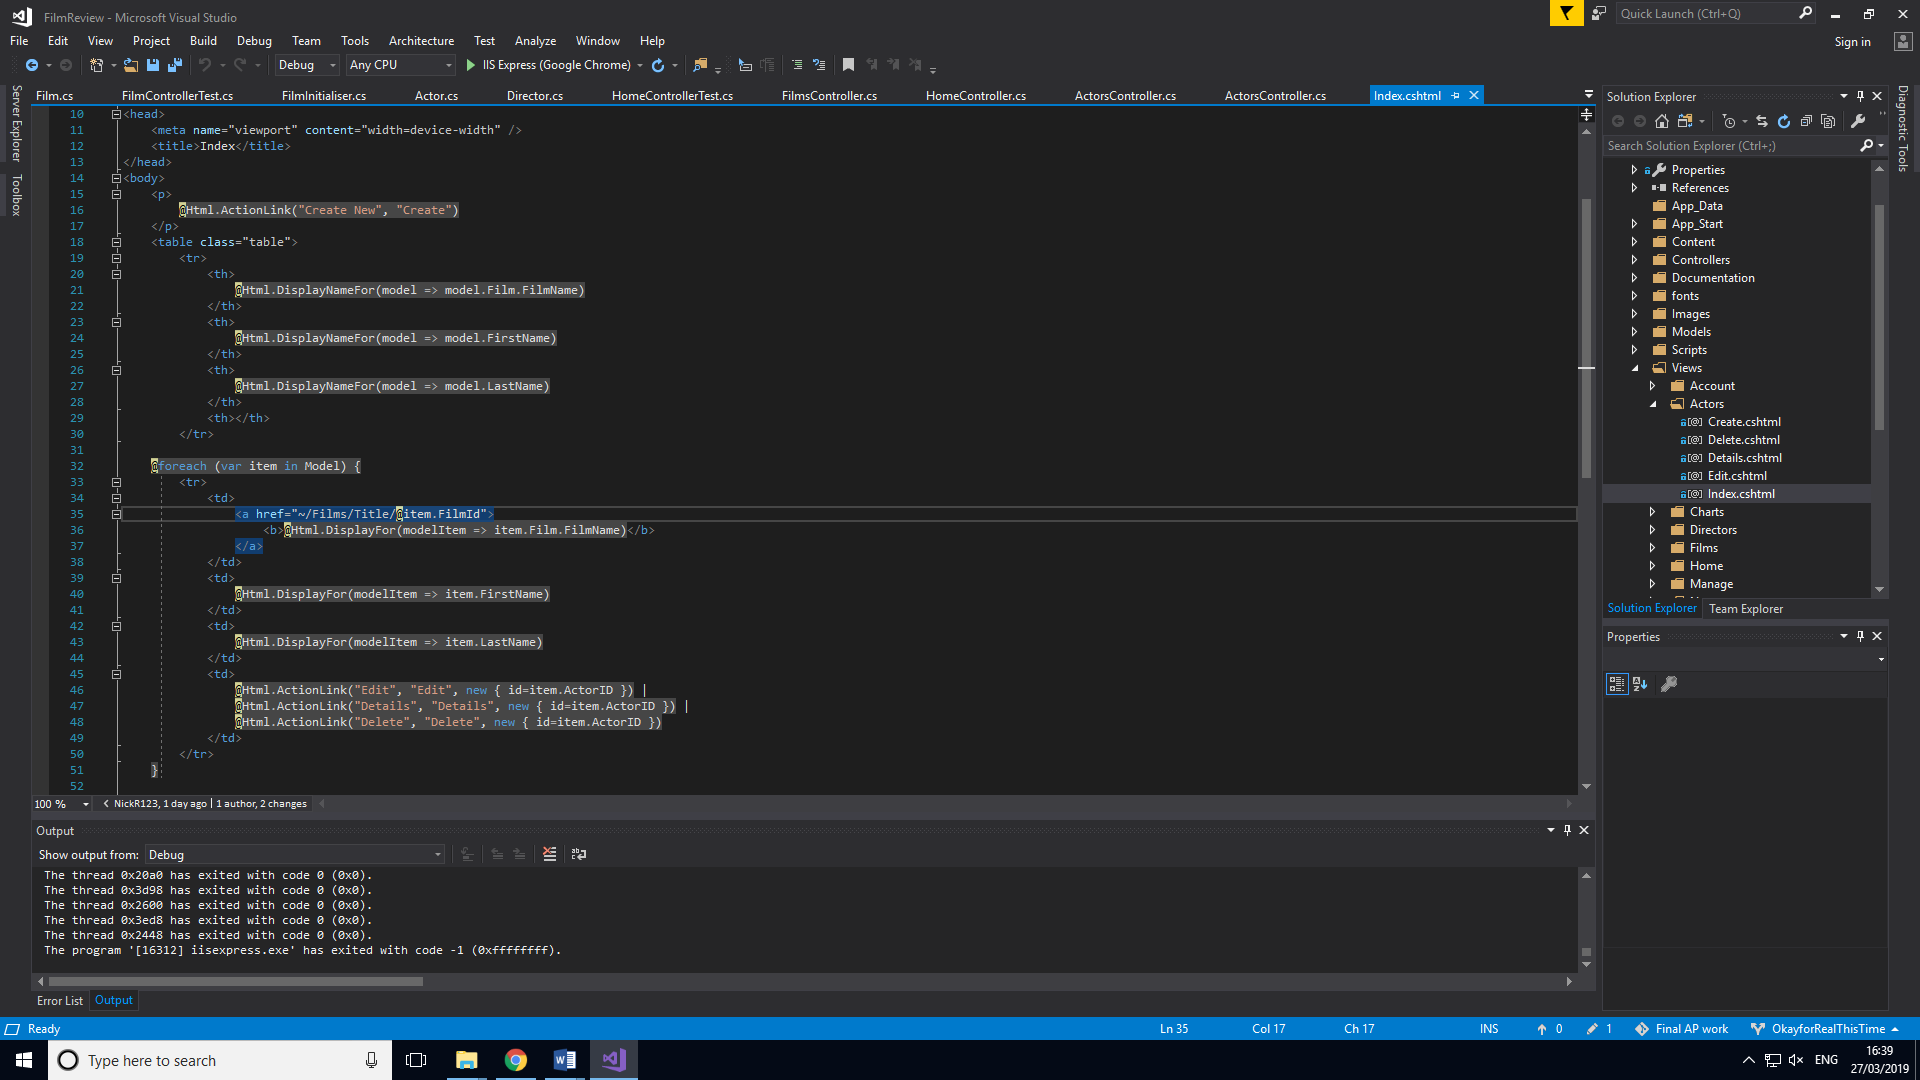 FilmReview - Microsoft Visual Studio
Quick Launch (Ctrl+Q)
File Edit View Project Build Debug Team Tools Architecture Test Analyze Window Help
Sign in
Debug Any CPU IIS Express (Google Chrome)
Server Explorer
Toolbox
Film.cs FilmControllerTest.cs FilmInitialiser.cs Actor.cs Director.cs HomeControllerTest.cs FilmsController.cs HomeController.cs ActorsController.cs ActorsController.cs Index.cshtml
10 <head>
11 <meta name="viewport" content="width=device-width" />
12 <title>Index</title>
13 </head>
14 <body>
15 <p>
16 @Html.ActionLink("Create New", "Create")
17 </p>
18 <table class="table">
19 <tr>
20 <th>
21 @Html.DisplayNameFor(model => model.Film.FilmName)
22 </th>
23 <th>
24 @Html.DisplayNameFor(model => model.FirstName)
25 </th>
26 <th>
27 @Html.DisplayNameFor(model => model.LastName)
28 </th>
29 <th></th>
30 </tr>
31
32 @foreach (var item in Model) {
33 <tr>
34 <td>
35 <a href="~/Films/Title/@item.FilmId">
36 <b>@Html.DisplayFor(modelItem => item.Film.FilmName)</b>
37 </a>
38 </td>
39 <td>
40 @Html.DisplayFor(modelItem => item.FirstName)
41 </td>
42 <td>
43 @Html.DisplayFor(modelItem => item.LastName)
44 </td>
45 <td>
46 @Html.ActionLink("Edit", "Edit", new { id=item.ActorID }) |
47 @Html.ActionLink("Details", "Details", new { id=item.ActorID }) |
48 @Html.ActionLink("Delete", "Delete", new { id=item.ActorID })
49 </td>
50 </tr>
51 }
52
100 % NickR123, 1 day ago | 1 author, 2 changes
Output
Show output from: Debug
The thread 0x20a0 has exited with code 0 (0x0).
The thread 0x3d98 has exited with code 0 (0x0).
The thread 0x2600 has exited with code 0 (0x0).
The thread 0x3ed8 has exited with code 0 (0x0).
The thread 0x2448 has exited with code 0 (0x0).
The program '[16312] iisexpress.exe' has exited with code -1 (0xffffffff).
Error List Output
Solution Explorer
Search Solution Explorer (Ctrl+;)
Properties
References
App_Data
App_Start
Content
Controllers
Documentation
fonts
Images
Models
Scripts
Views
Account
Actors
Create.cshtml
Delete.cshtml
Details.cshtml
Edit.cshtml
Index.cshtml
Charts
Directors
Films
Home
Manage
Solution Explorer Team Explorer
Properties
Diagnostic Tools
Ready Ln 35 Col 17 Ch 17 INS 0 1 Final AP work OkayforRealThisTime
Type here to search
ENG
16:39
27/03/2019